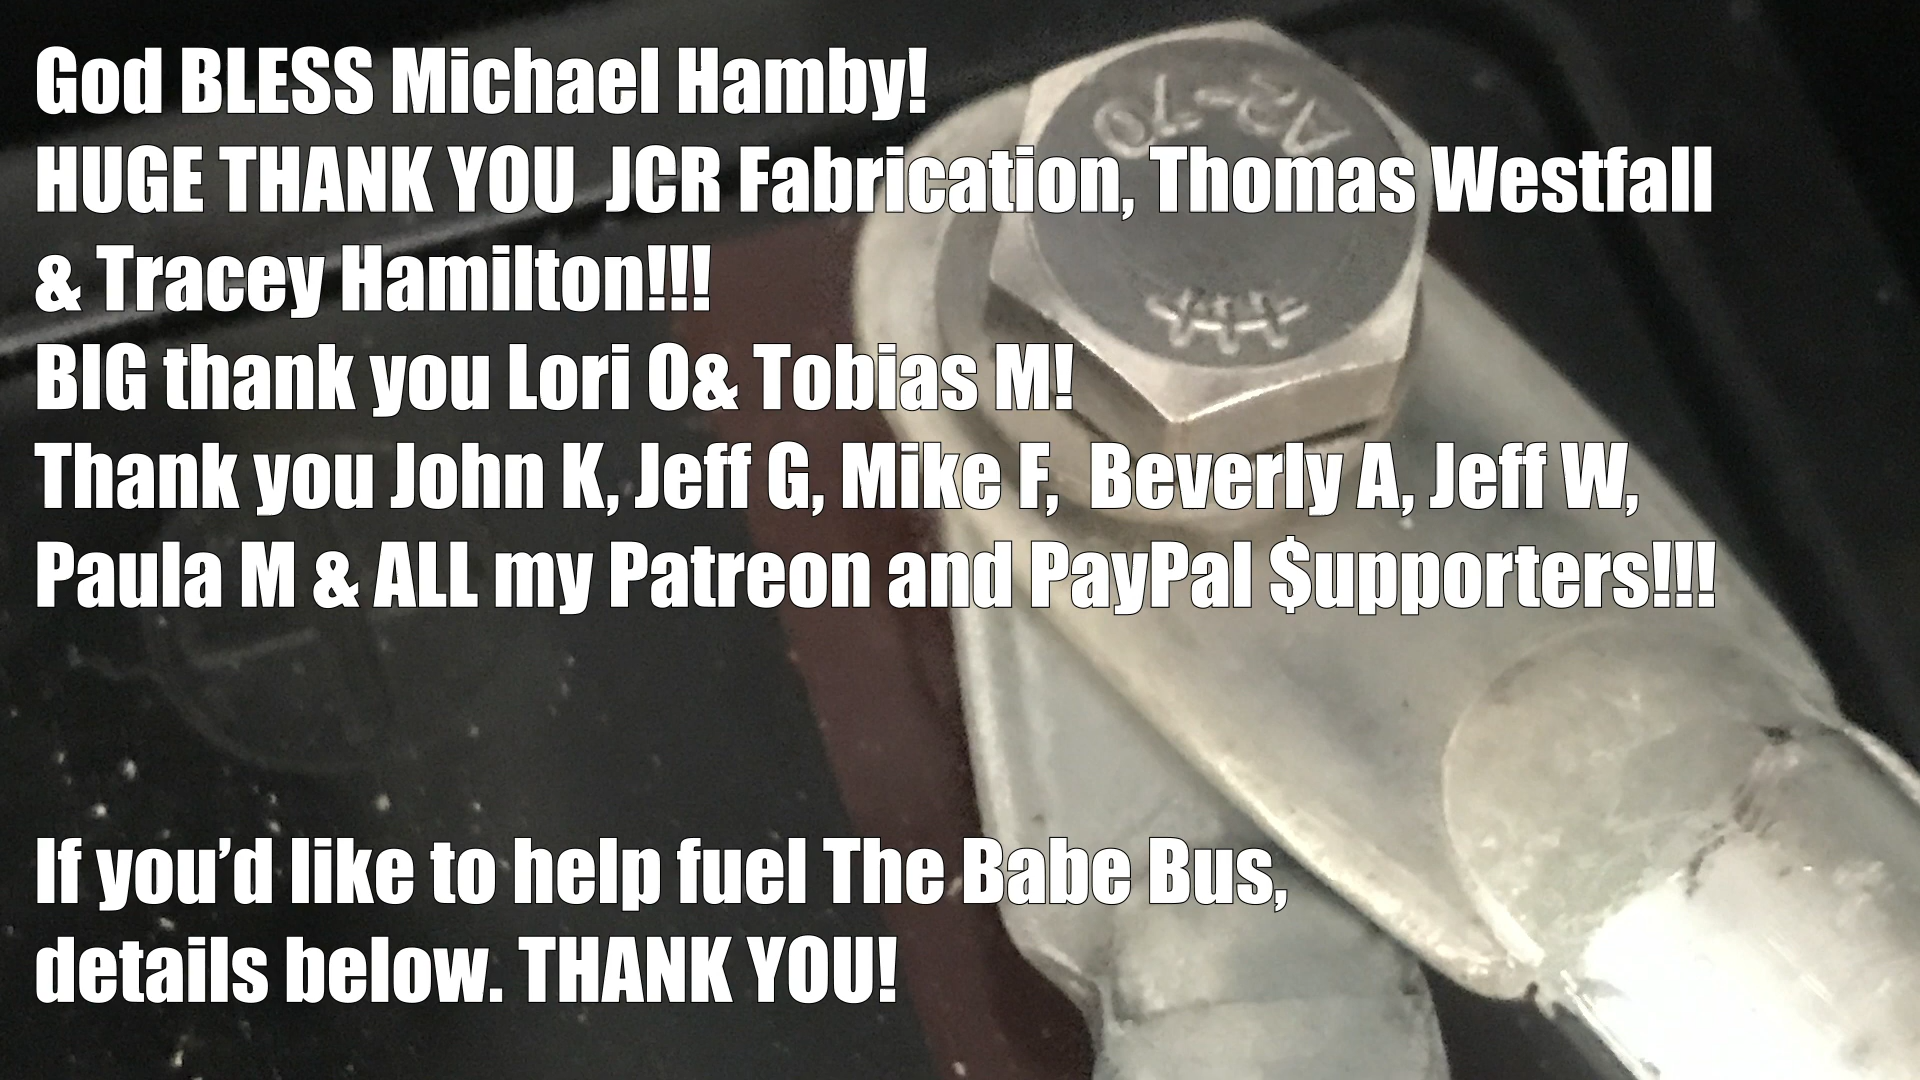 God BLESS Michael Hamby!
HUGE THANK YOU  JCR Fabrication, Thomas Westfall
& Tracey Hamilton!!!
BIG thank you Lori O& Tobias M!
Thank you John K, Jeff G, Mike F,  Beverly A, Jeff W,
Paula M & ALL my Patreon and PayPal $upporters!!!
If you’d like to help fuel The Babe Bus,
details below. THANK YOU!
A2-70